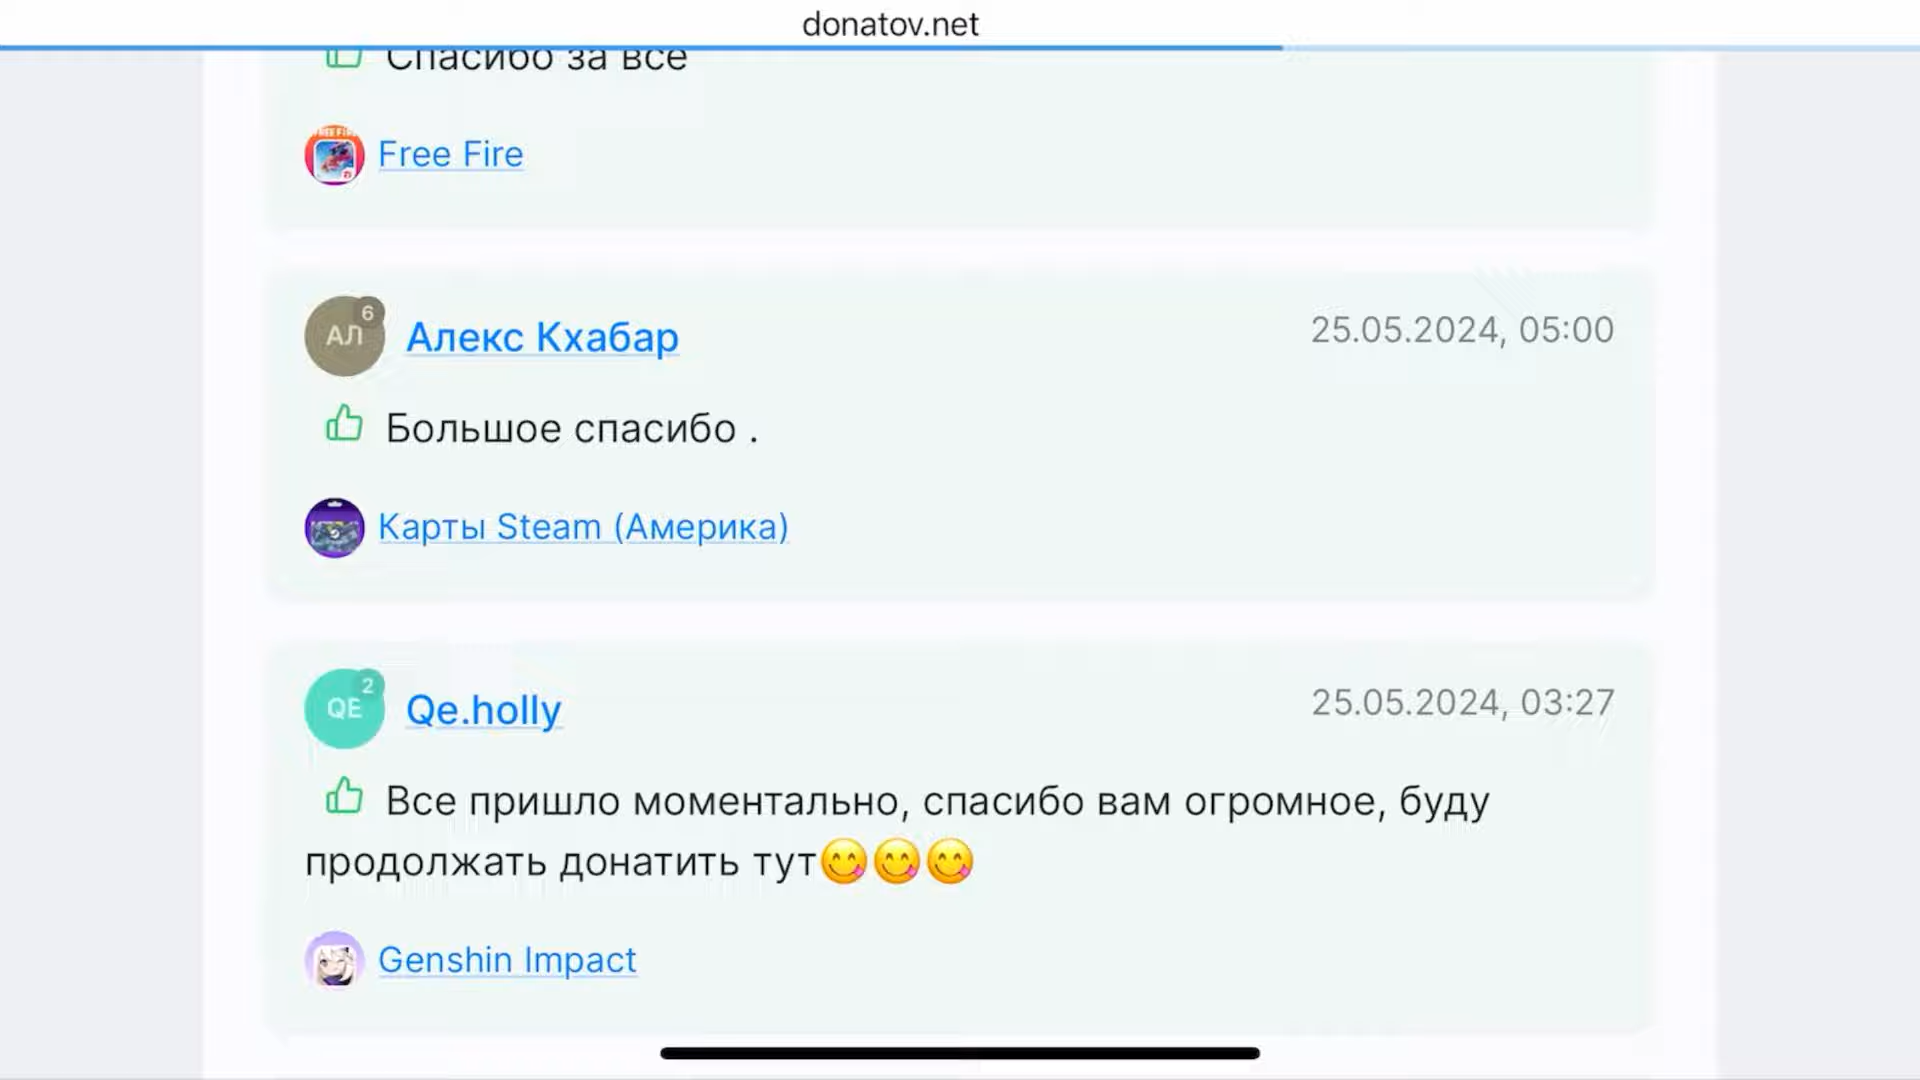 donatov.net
Спасибо за все
Free Fire
АЛ
6
Алекс Кхабар
25.05.2024, 05:00
Большое спасибо .
Карты Steam (Америка)
QE
2
Qe.holly
25.05.2024, 03:27
Все пришло моментально, спасибо вам огромное, буду
продолжать донатить тут😋😋😋
Genshin Impact